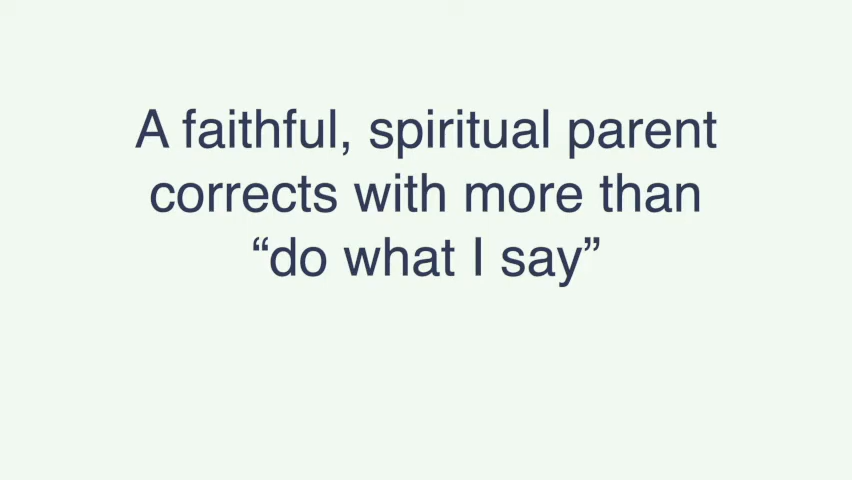 A faithful, spiritual parent
corrects with more than
“do what I say”